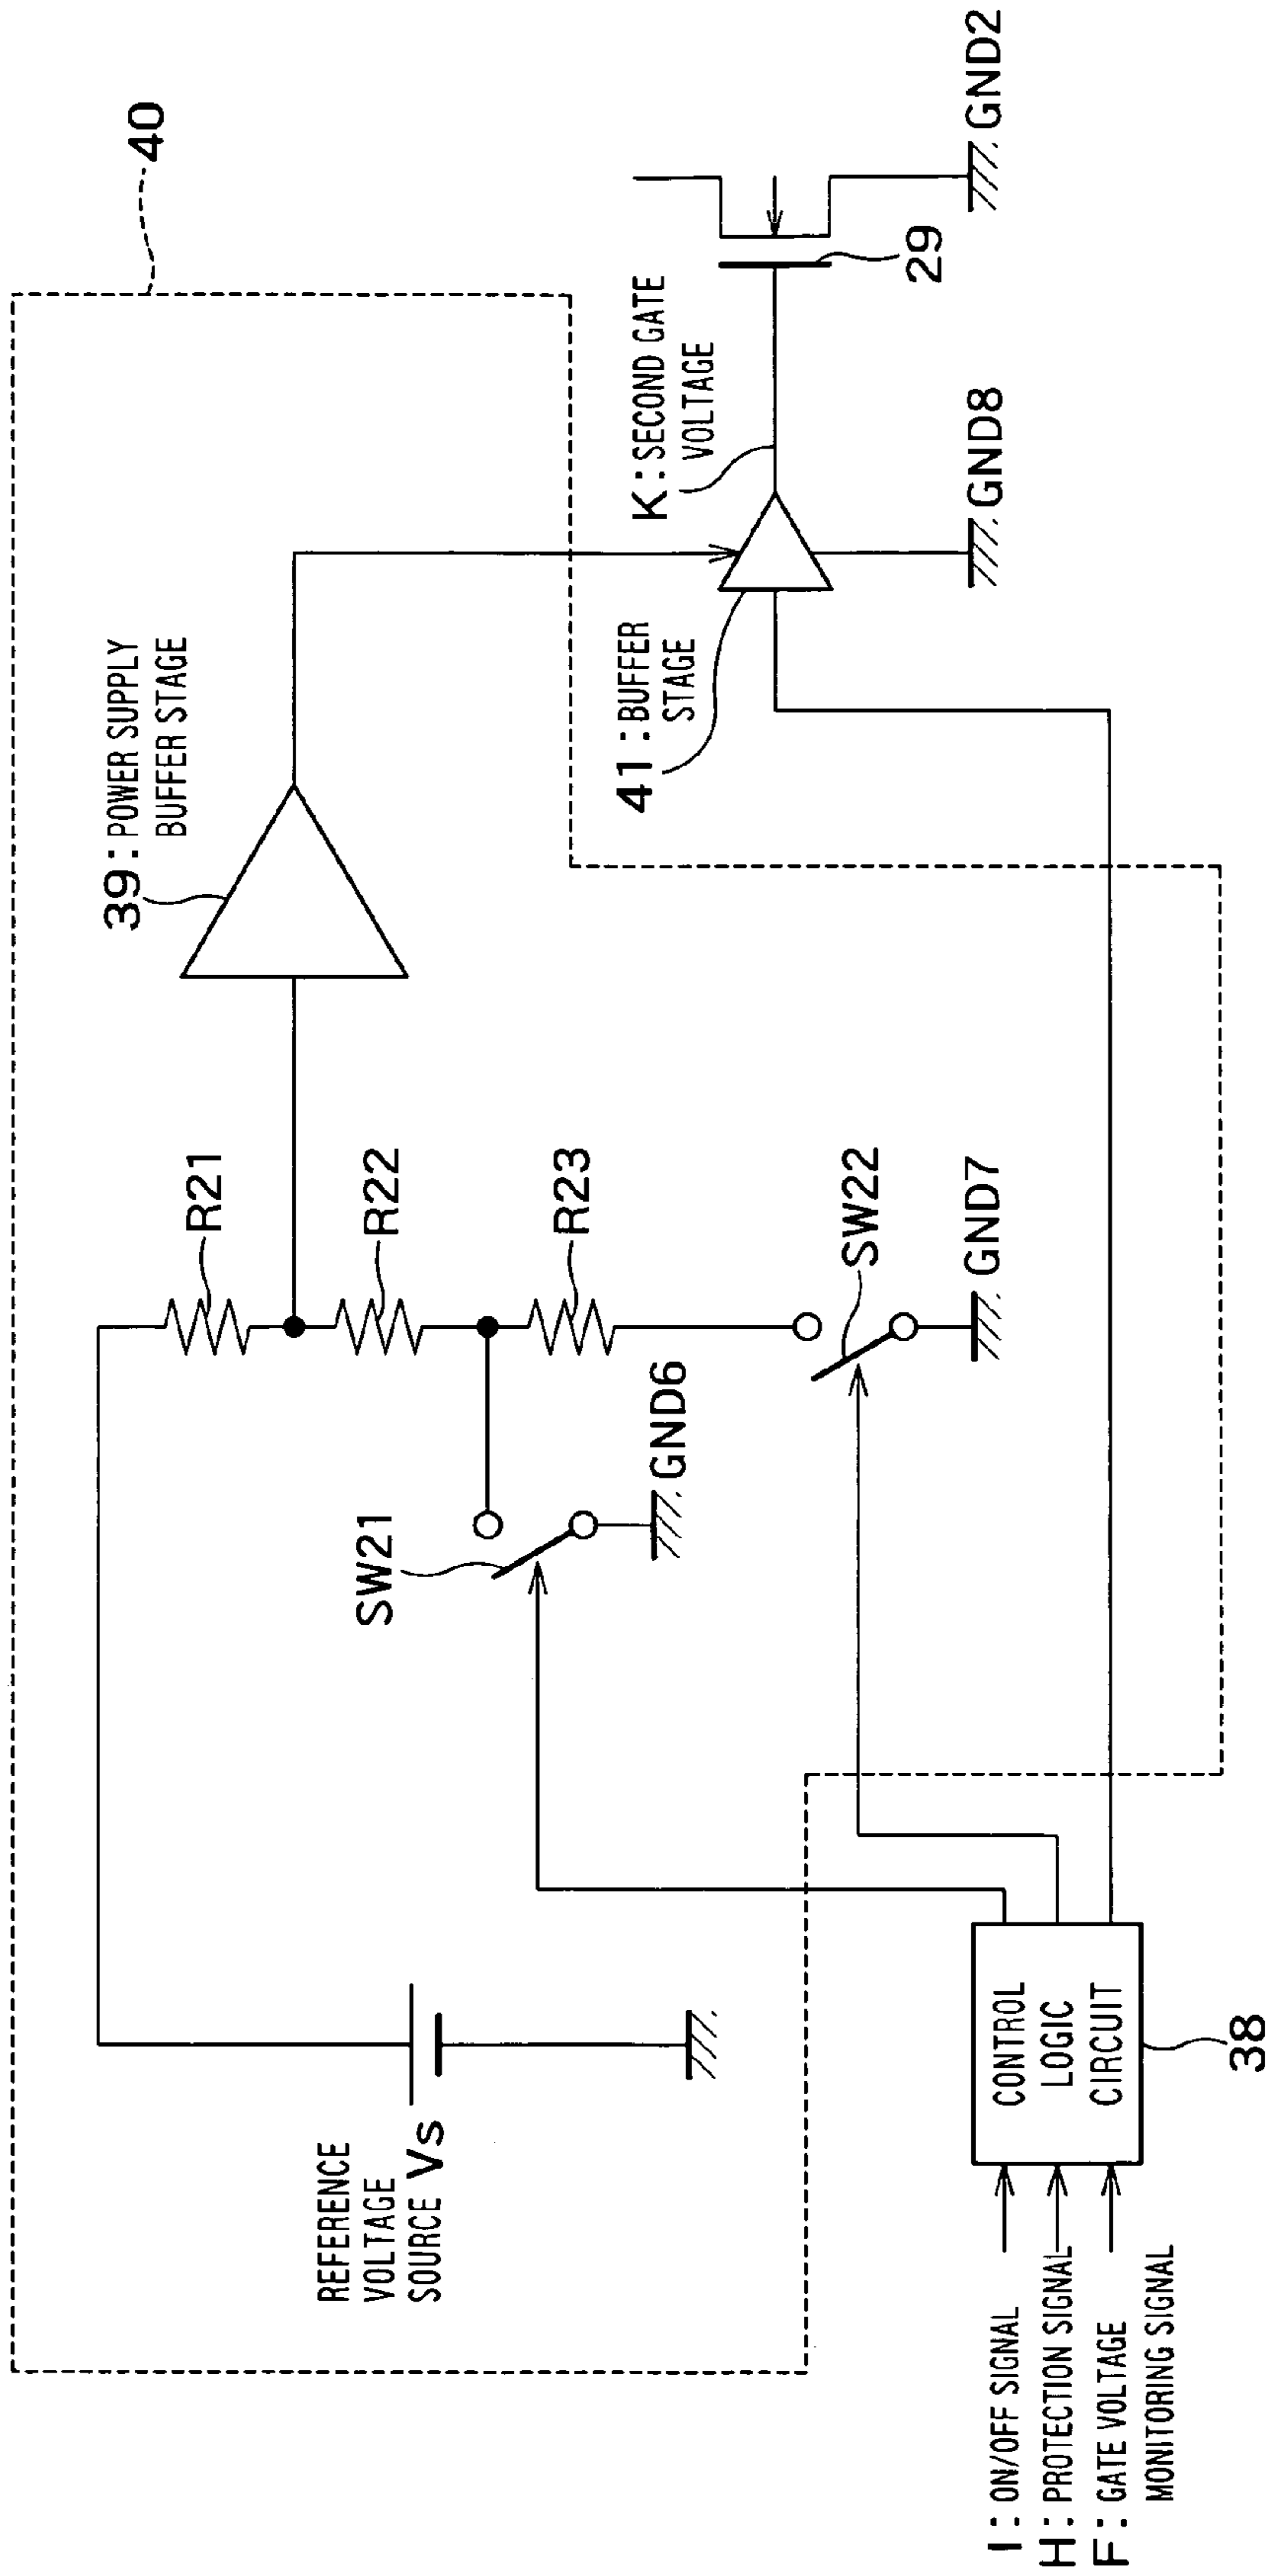 40
39 : POWER SUPPLY
BUFFER STAGE
R21
R22
R23
SW21
GND6
SW22
GND7
REFERENCE
VOLTAGE
SOURCE Vs
K : SECOND GATE
VOLTAGE
41 : BUFFER
STAGE
29
GND2
GND8
CONTROL
LOGIC
CIRCUIT
38
I : ON/OFF SIGNAL
H : PROTECTION SIGNAL
F : GATE VOLTAGE
MONITORING SIGNAL